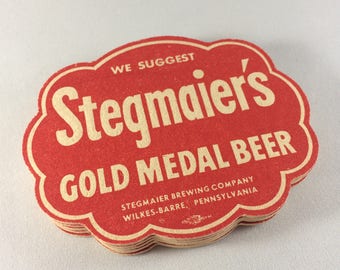 WE SUGGEST
Stegmaier's
GOLD MEDAL BEER
STEGMAIER BREWING COMPANY
WILKES-BARRE, PENNSYLVANIA